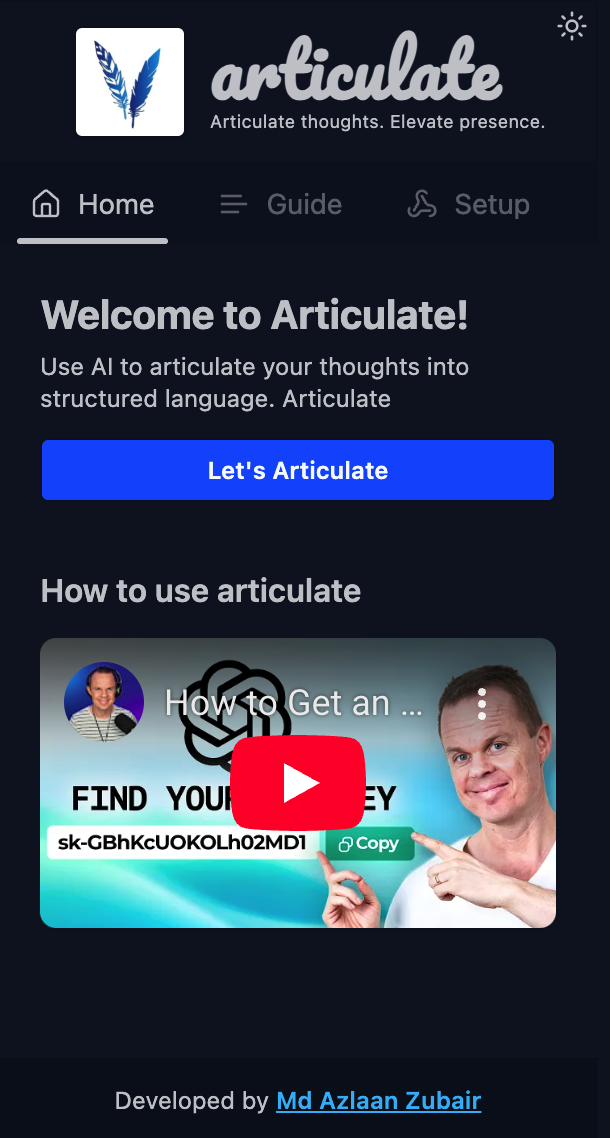 articulate
Articulate thoughts. Elevate presence.
Home
Guide
Setup
Welcome to Articulate!
Use AI to articulate your thoughts into
structured language. Articulate
Let's Articulate
How to use articulate
How to Get an ...
FIND YOUR EY
sk-GBhKcUOKOLh02MD1
Copy
Developed by Md Azlaan Zubair